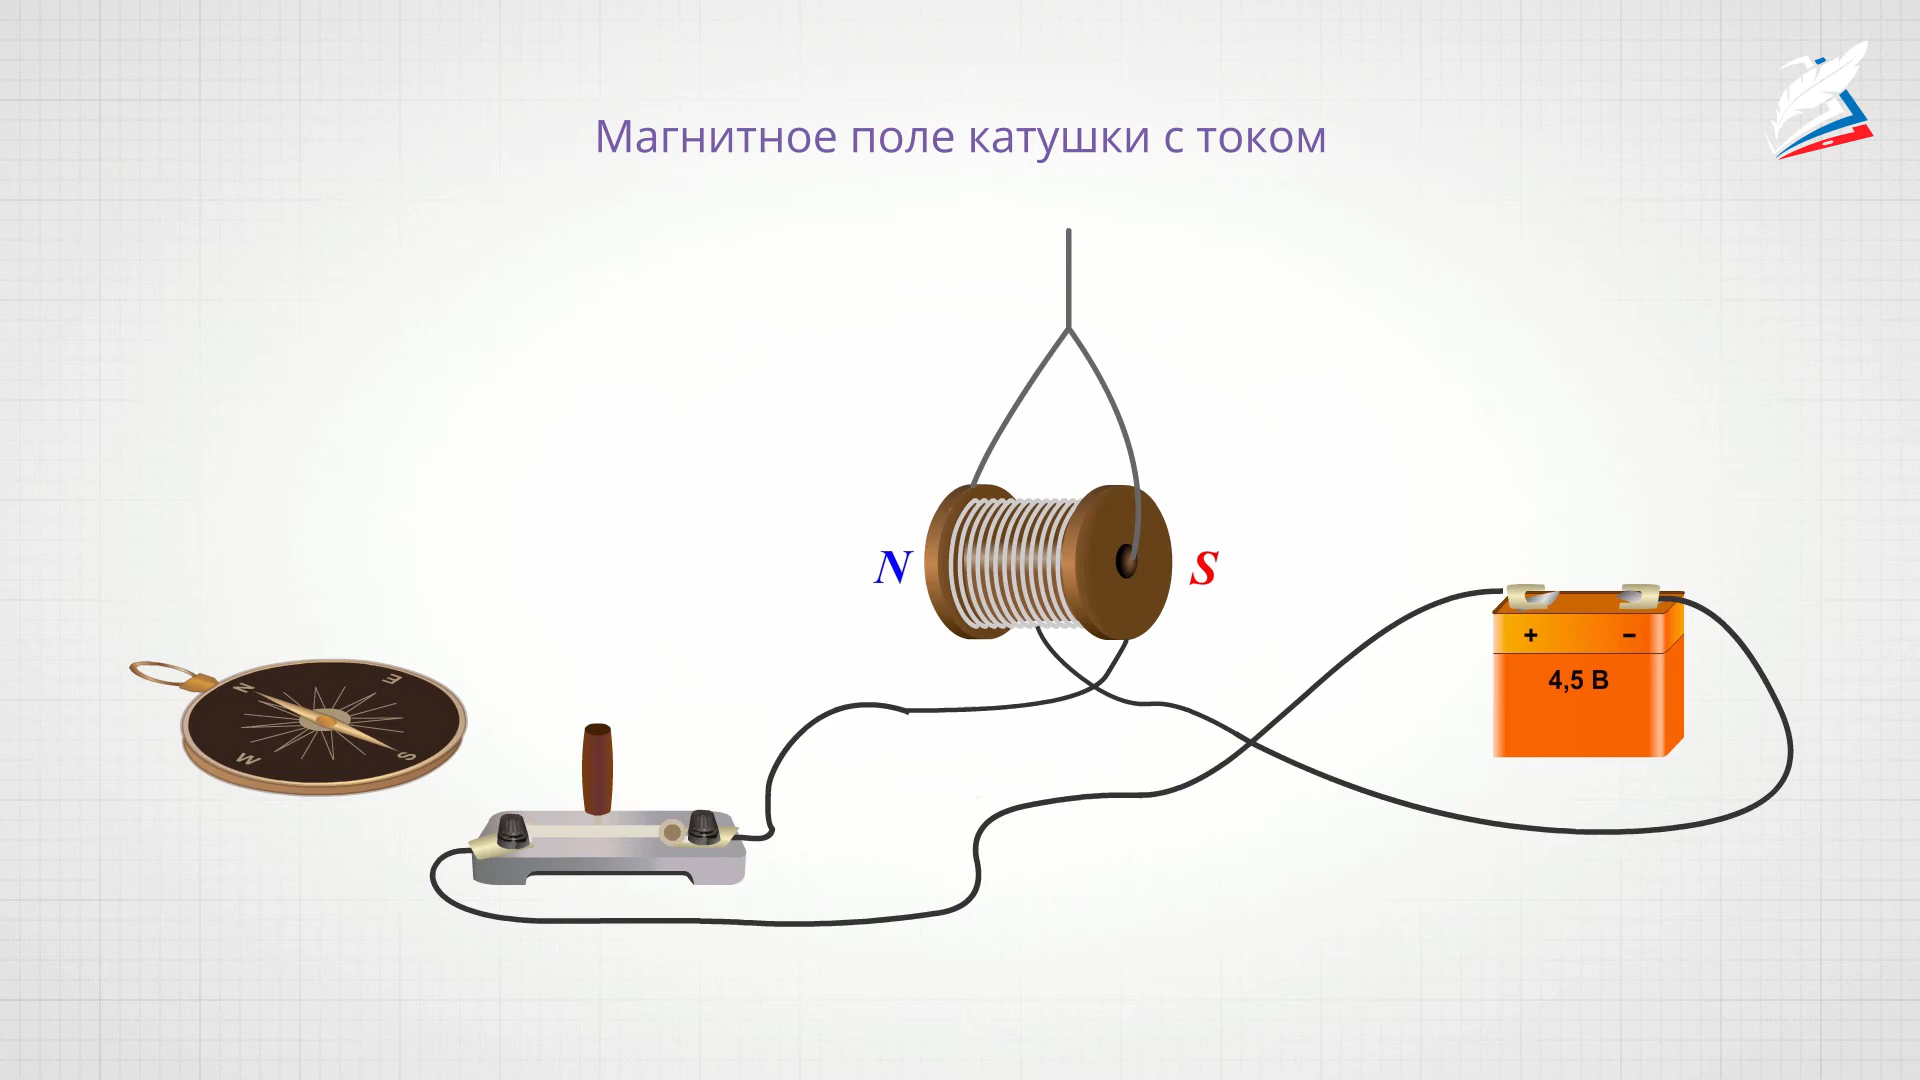 Магнитное поле катушки с током
N S
+ −
4,5 В
N E
W S